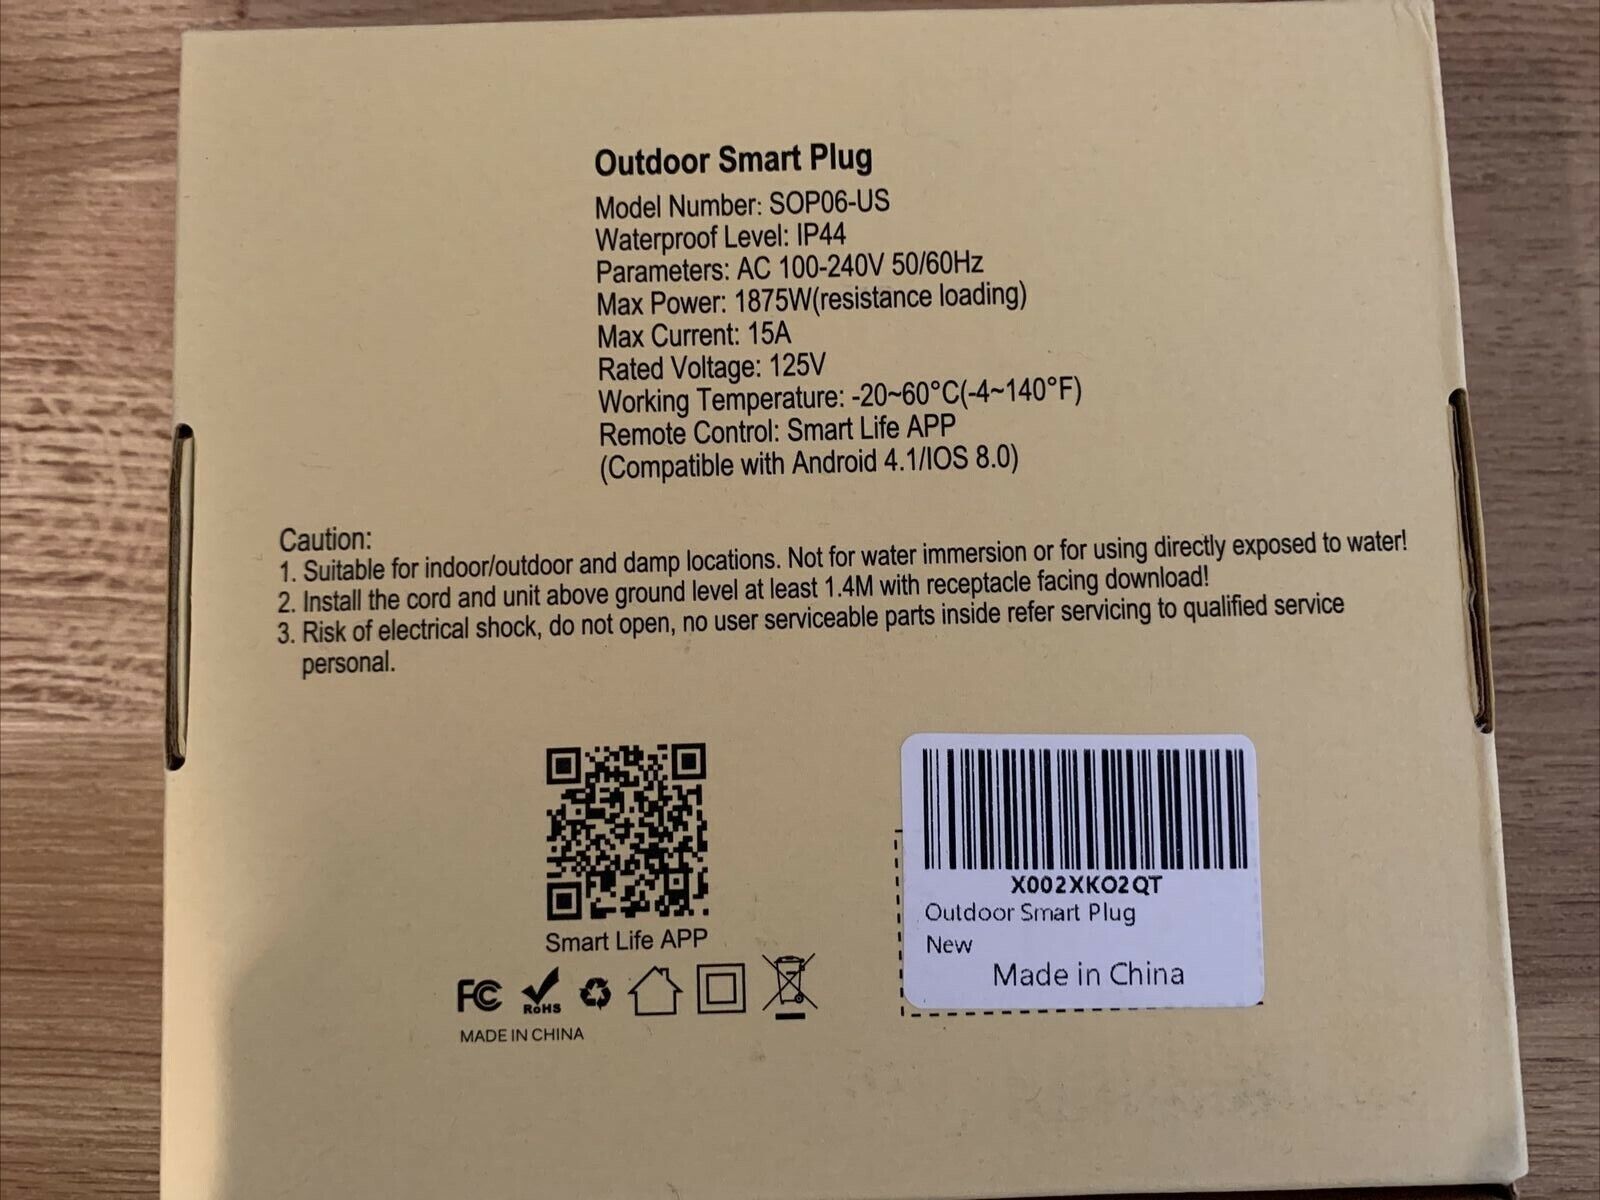 Outdoor Smart Plug
Model Number: SOP06-US
Waterproof Level: IP44
Parameters: AC 100-240V 50/60Hz
Max Power: 1875W(resistance loading)
Max Current: 15A
Rated Voltage: 125V
Working Temperature: -20~60°C(-4~140°F)
Remote Control: Smart Life APP
(Compatible with Android 4.1/IOS 8.0)
Caution:
1. Suitable for indoor/outdoor and damp locations. Not for water immersion or for using directly exposed to water!
2. Install the cord and unit above ground level at least 1.4M with receptacle facing download!
3. Risk of electrical shock, do not open, no user serviceable parts inside refer servicing to qualified service
personal.
Smart Life APP
FC
RoHS
MADE IN CHINA
X002XKO2QT
Outdoor Smart Plug
New
Made in China